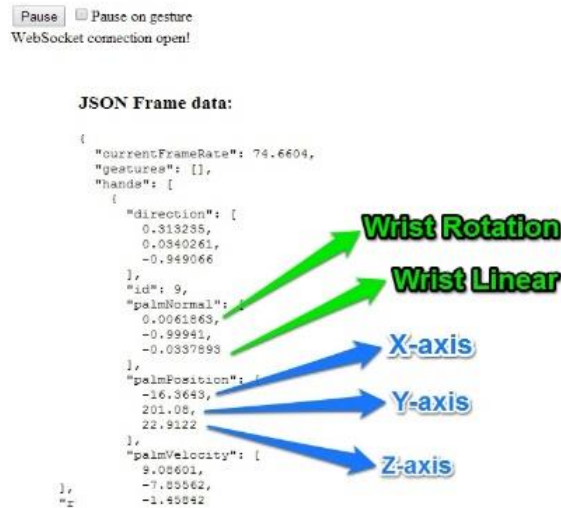 Pause Pause on gesture
WebSocket connection open!
JSON Frame data:
{
"currentFrameRate": 74.6604,
"gestures": [],
"hands": [
{
"direction": [
0.313235,
0.0340261,
-0.949066
],
"id": 9,
"palmNormal": [
0.0061863,
-0.99941,
-0.0337893
],
"palmPosition": [
-16.3643,
201.08,
22.9122
],
"palmVelocity": [
9.08601,
-7.85562,
-1.45842
],
"r
Wrist Rotation
Wrist Linear
X-axis
Y-axis
Z-axis